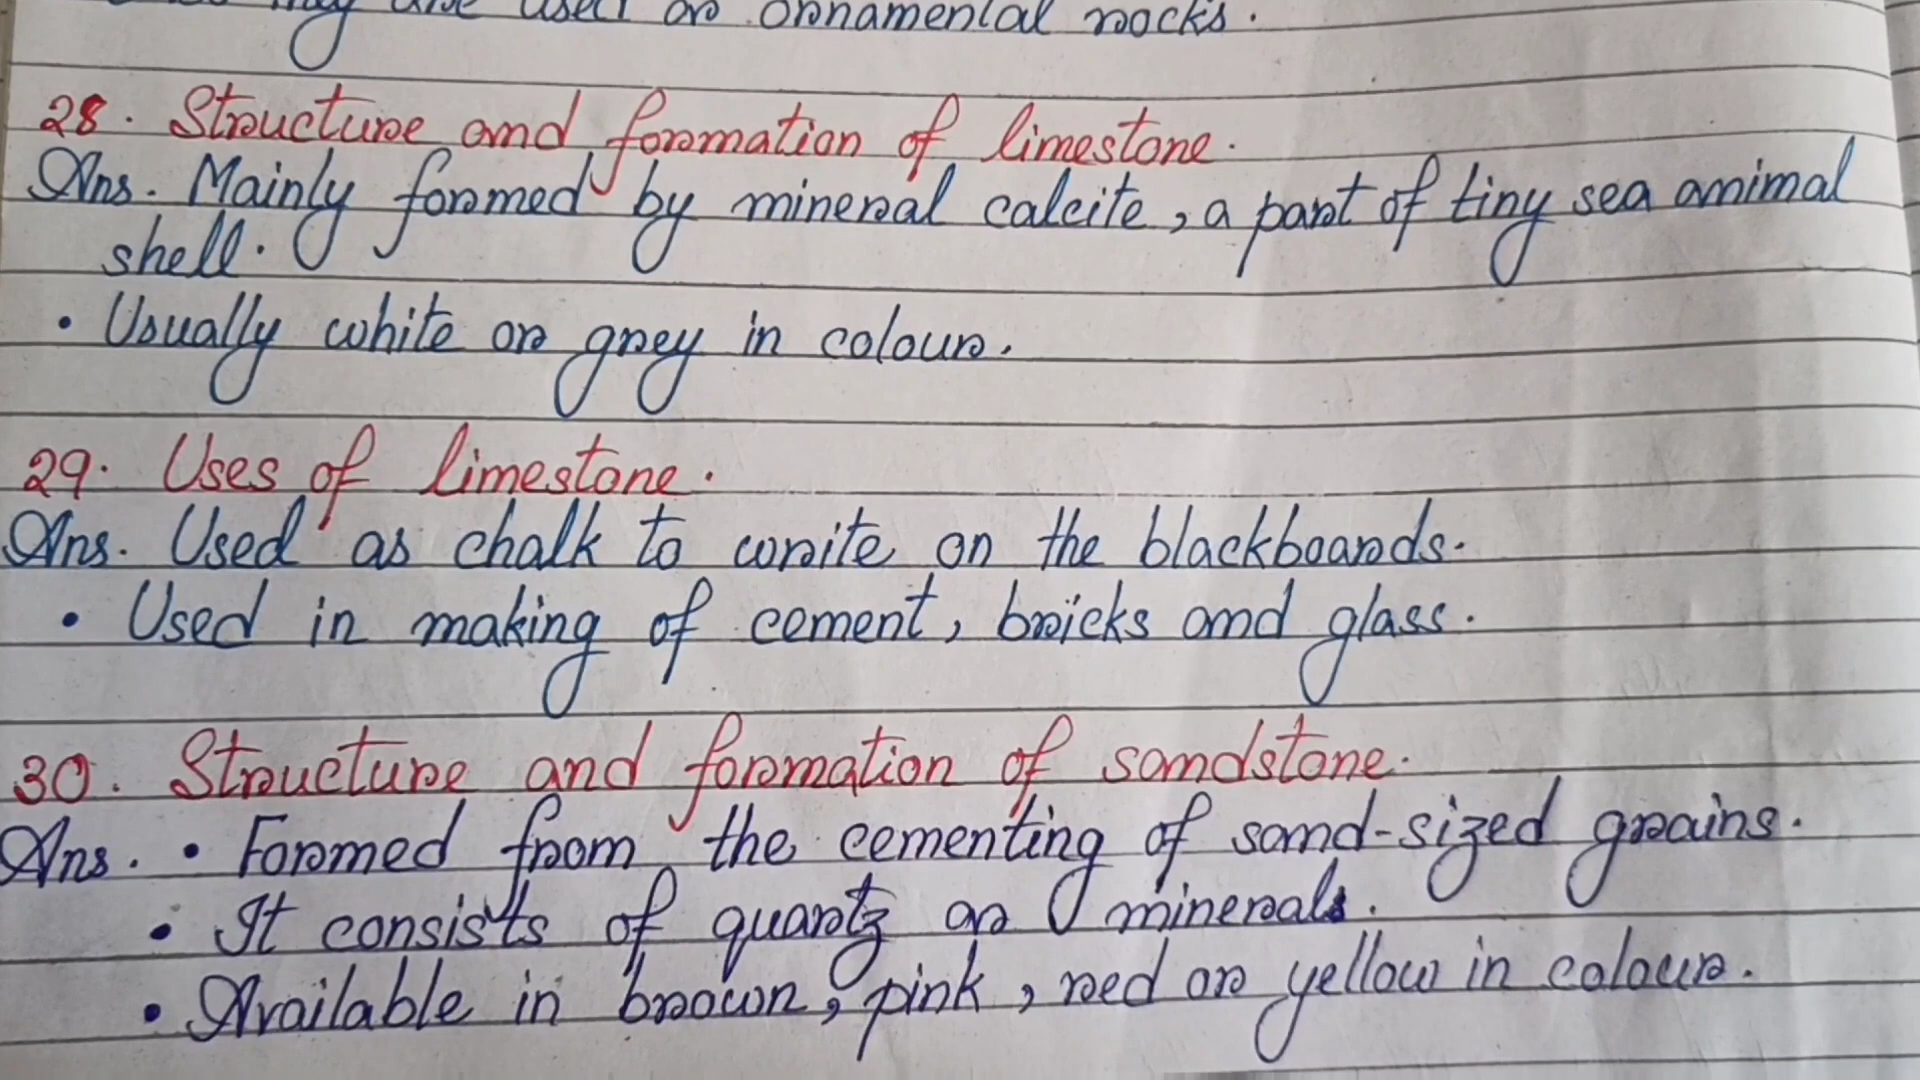 may are used as ornamental rocks.
28. Structure and formation of limestone.
Ans. Mainly formed by mineral calcite, a part of tiny sea animal
shell.
• Usually white or grey in colour.
29. Uses of limestone.
Ans. Used as chalk to write on the blackboards.
• Used in making of cement, bricks and glass.
30. Structure and formation of sandstone.
Ans. • Formed from the cementing of sand-sized grains.
• It consists of quartz or minerals.
• Available in brown, pink, red or yellow in colour.